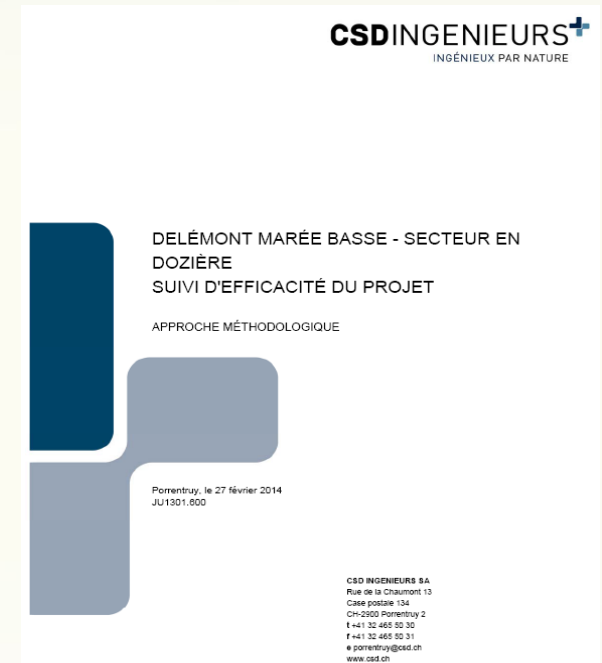 CSDINGENIEURS+
INGÉNIEUX PAR NATURE
DELÉMONT MARÉE BASSE - SECTEUR EN
DOZIÈRE
SUIVI D'EFFICACITÉ DU PROJET
APPROCHE MÉTHODOLOGIQUE
Porrentruy, le 27 février 2014
JU1301.600
CSD INGENIEURS SA
Rue de la Chaumont 13
Case postale 134
CH-2900 Porrentruy 2
t +41 32 465 50 30
f +41 32 465 50 31
e porrentruy@csd.ch
www.csd.ch